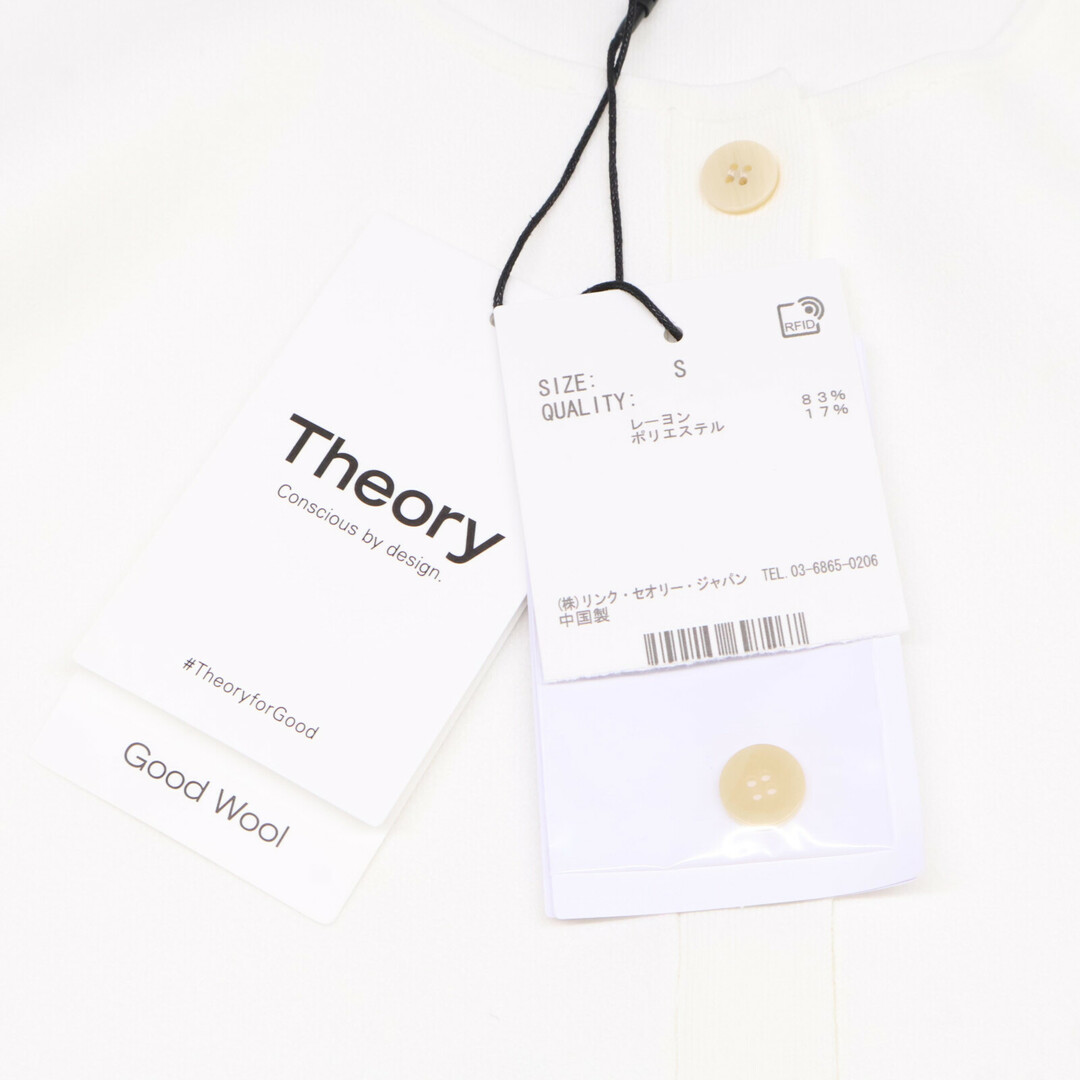 Theory
Conscious by design.
#TheoryforGood
Good Wool
RFID
SIZE: S
QUALITY:
レーヨン 83%
ポリエステル 17%
(株)リンク・セオリー・ジャパン TEL.03-6865-0206
中国製